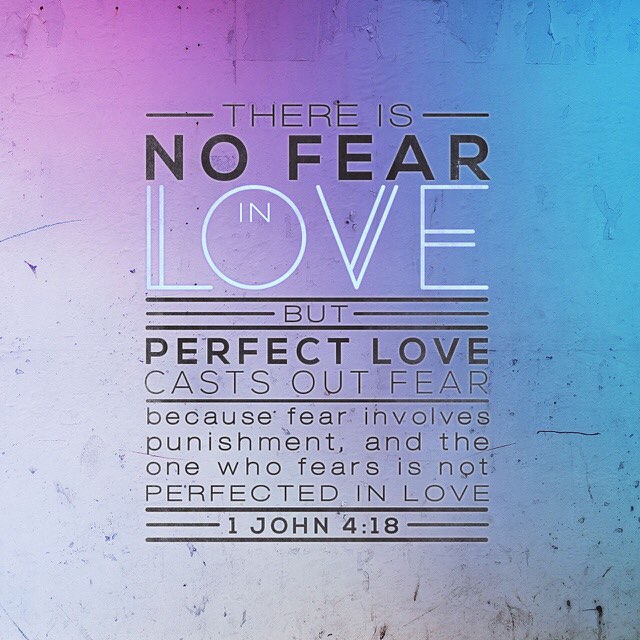 THERE IS
NO FEAR
IN
LOVE
BUT
PERFECT LOVE
CASTS OUT FEAR
because fear involves
punishment, and the
one who fears is not
PERFECTED IN LOVE
1 JOHN 4:18